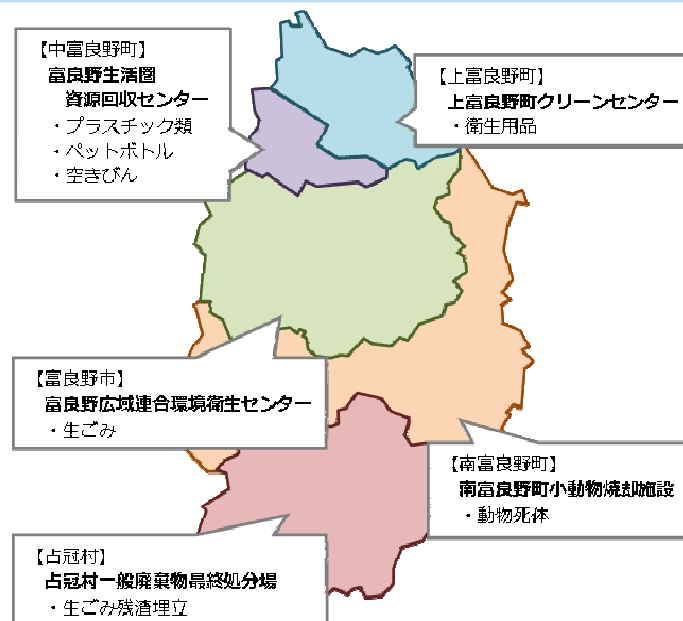 【中富良野町】
富良野生活圏
資源回収センター
・プラスチック類
・ペットボトル
・空きびん
【上富良野町】
上富良野町クリーンセンター
・衛生用品
【富良野市】
富良野広域連合環境衛生センター
・生ごみ
【南富良野町】
南富良野町小動物焼却施設
・動物死体
【占冠村】
占冠村一般廃棄物最終処分場
・生ごみ残渣埋立